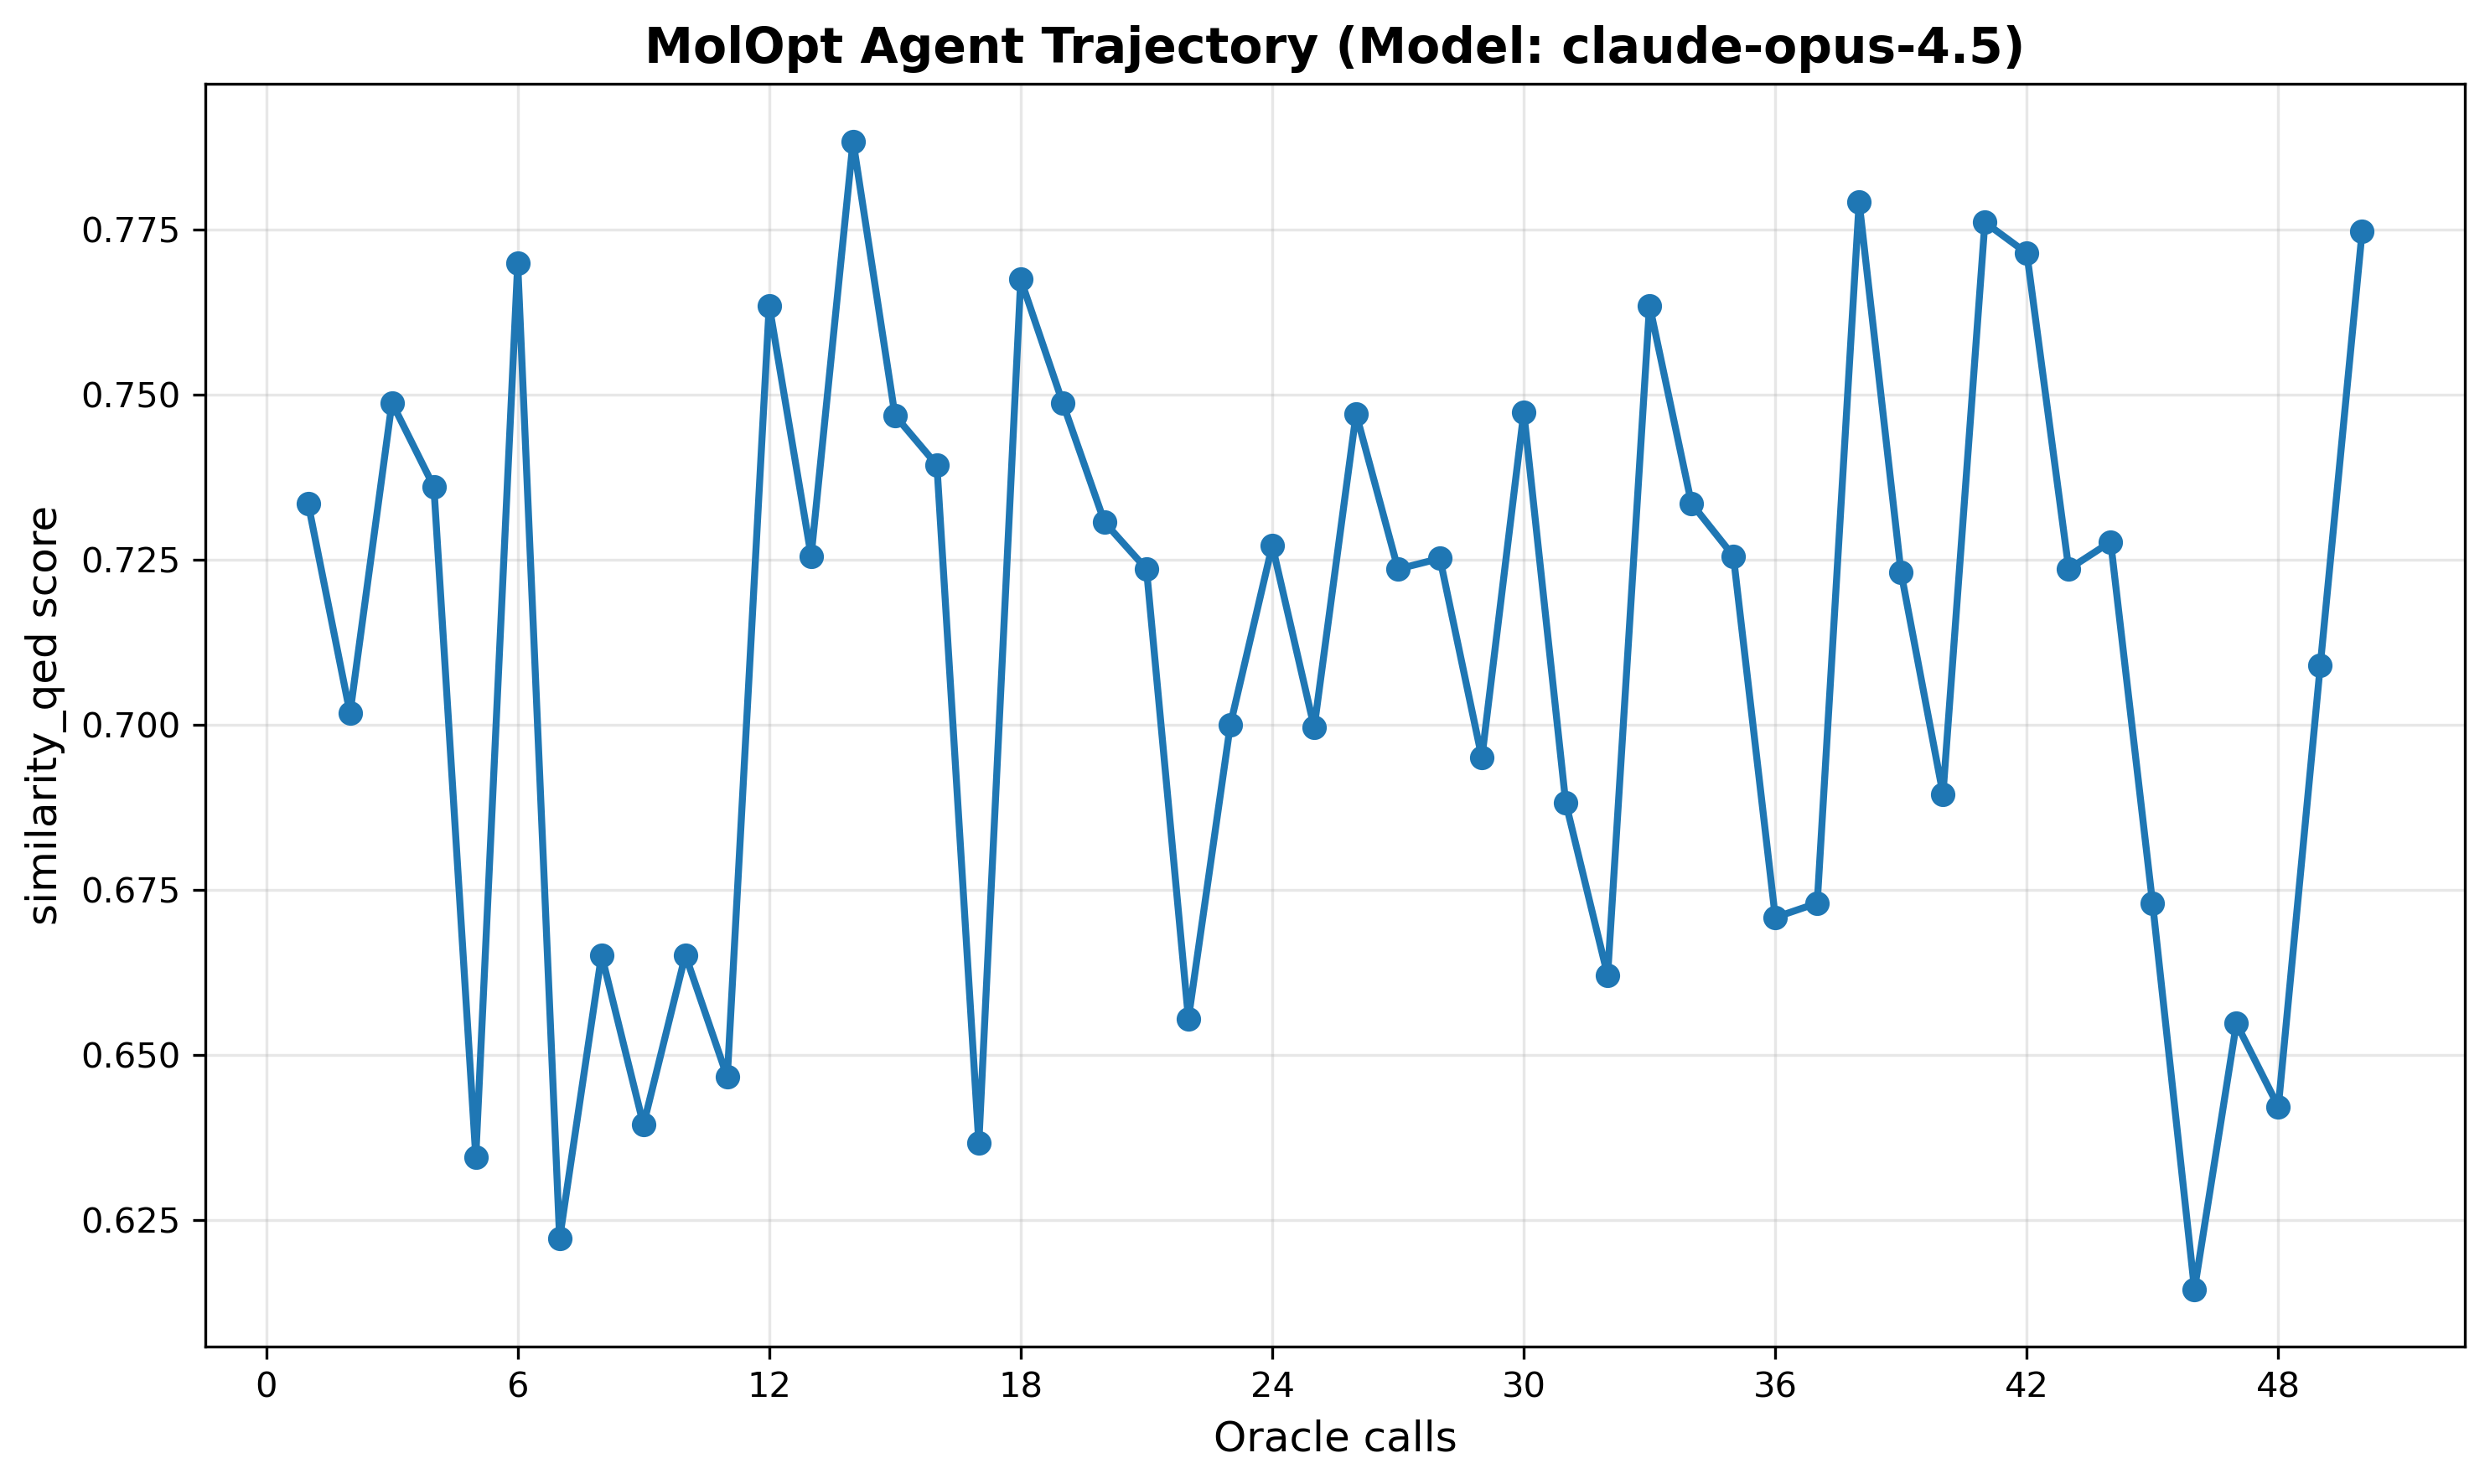 MolOpt Agent Trajectory (Model: claude-opus-4.5)
similarity_qed score
0.775
0.750
0.725
0.700
0.675
0.650
0.625
0 6 12 18 24 30 36 42 48
Oracle calls